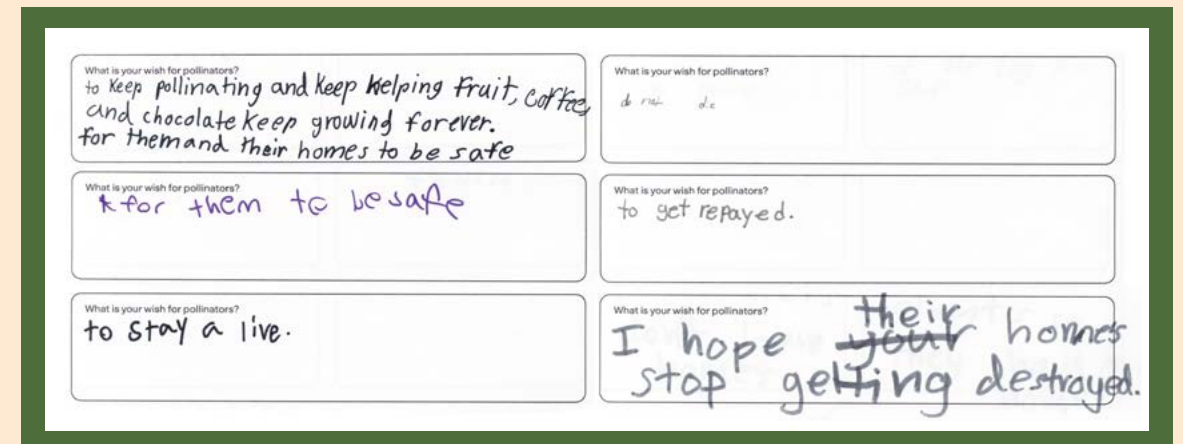 What is your wish for pollinators?
to keep pollinating and keep helping fruit, coffee,
and chocolate keep growing forever.
for them and their homes to be safe
What is your wish for pollinators?
What is your wish for pollinators?
for them to be safe
What is your wish for pollinators?
to get repayed.
What is your wish for pollinators?
to stay a live.
What is your wish for pollinators?
I hope their homes
stop getting destroyed.